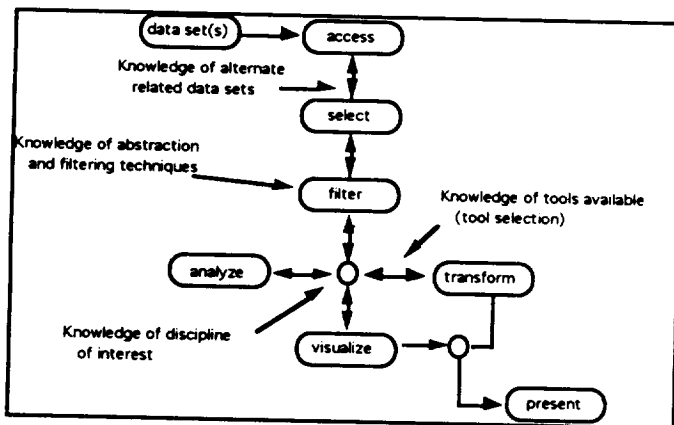 data set(s)
access
Knowledge of alternate
related data sets
select
Knowledge of abstraction
and filtering techniques
filter
Knowledge of tools available
(tool selection)
analyze
transform
Knowledge of discipline
of interest
visualize
present